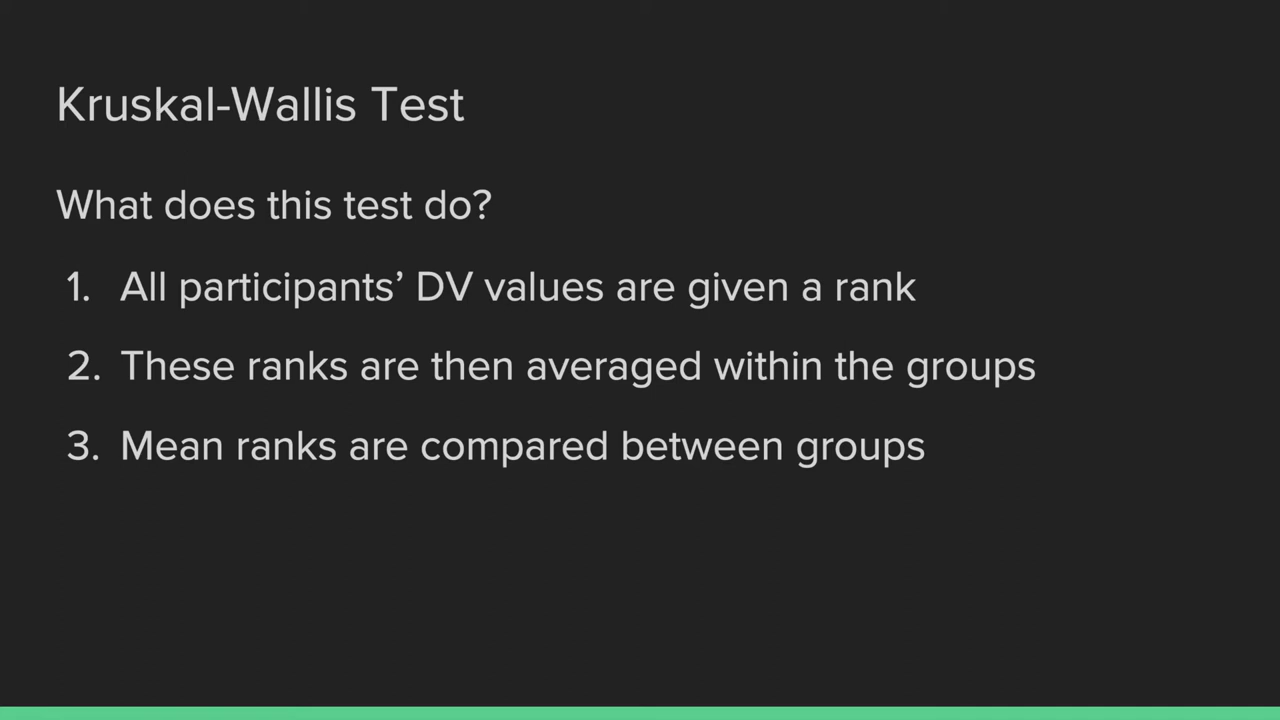 Kruskal-Wallis Test
What does this test do?
1. All participants’ DV values are given a rank
2. These ranks are then averaged within the groups
3. Mean ranks are compared between groups